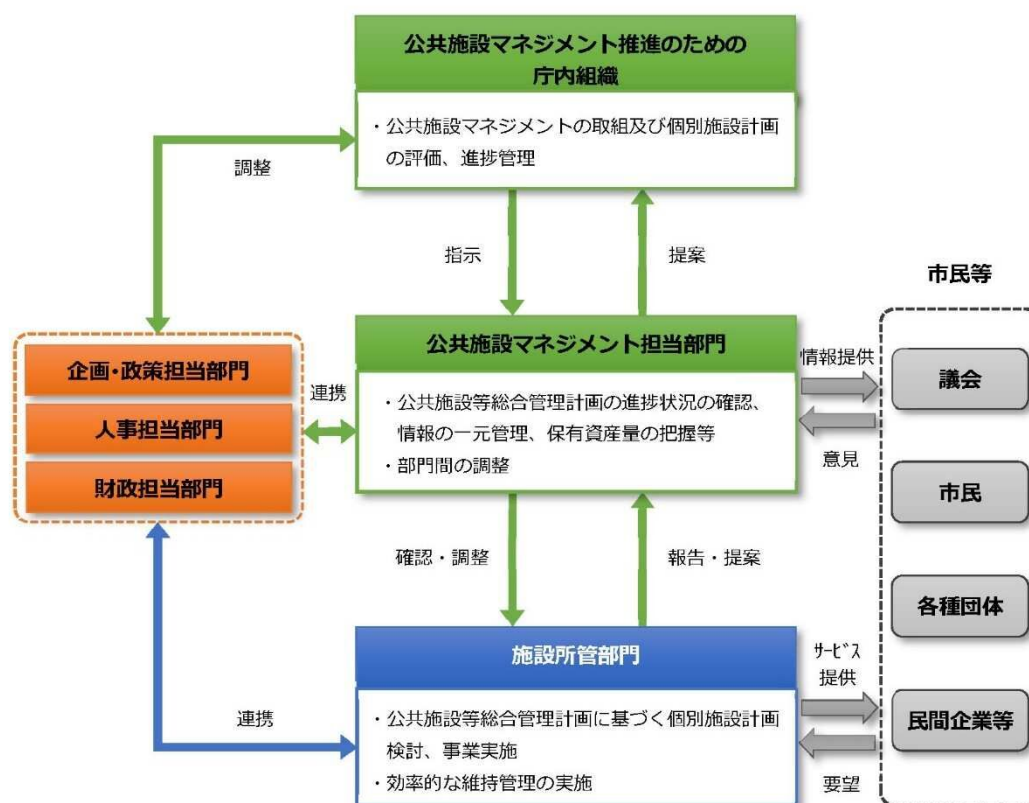 公共施設マネジメント推進のための
庁内組織
・公共施設マネジメントの取組及び個別施設計画
の評価、進捗管理
調整
指示
提案
市民等
公共施設マネジメント担当部門
・公共施設等総合管理計画の進捗状況の確認、
情報の一元管理、保有資産量の把握等
・部門間の調整
企画・政策担当部門
人事担当部門
財政担当部門
連携
情報提供
意見
議会
市民
各種団体
民間企業等
確認・調整
報告・提案
施設所管部門
・公共施設等総合管理計画に基づく個別施設計画
検討、事業実施
・効率的な維持管理の実施
連携
ｻｰﾋﾞｽ
提供
要望